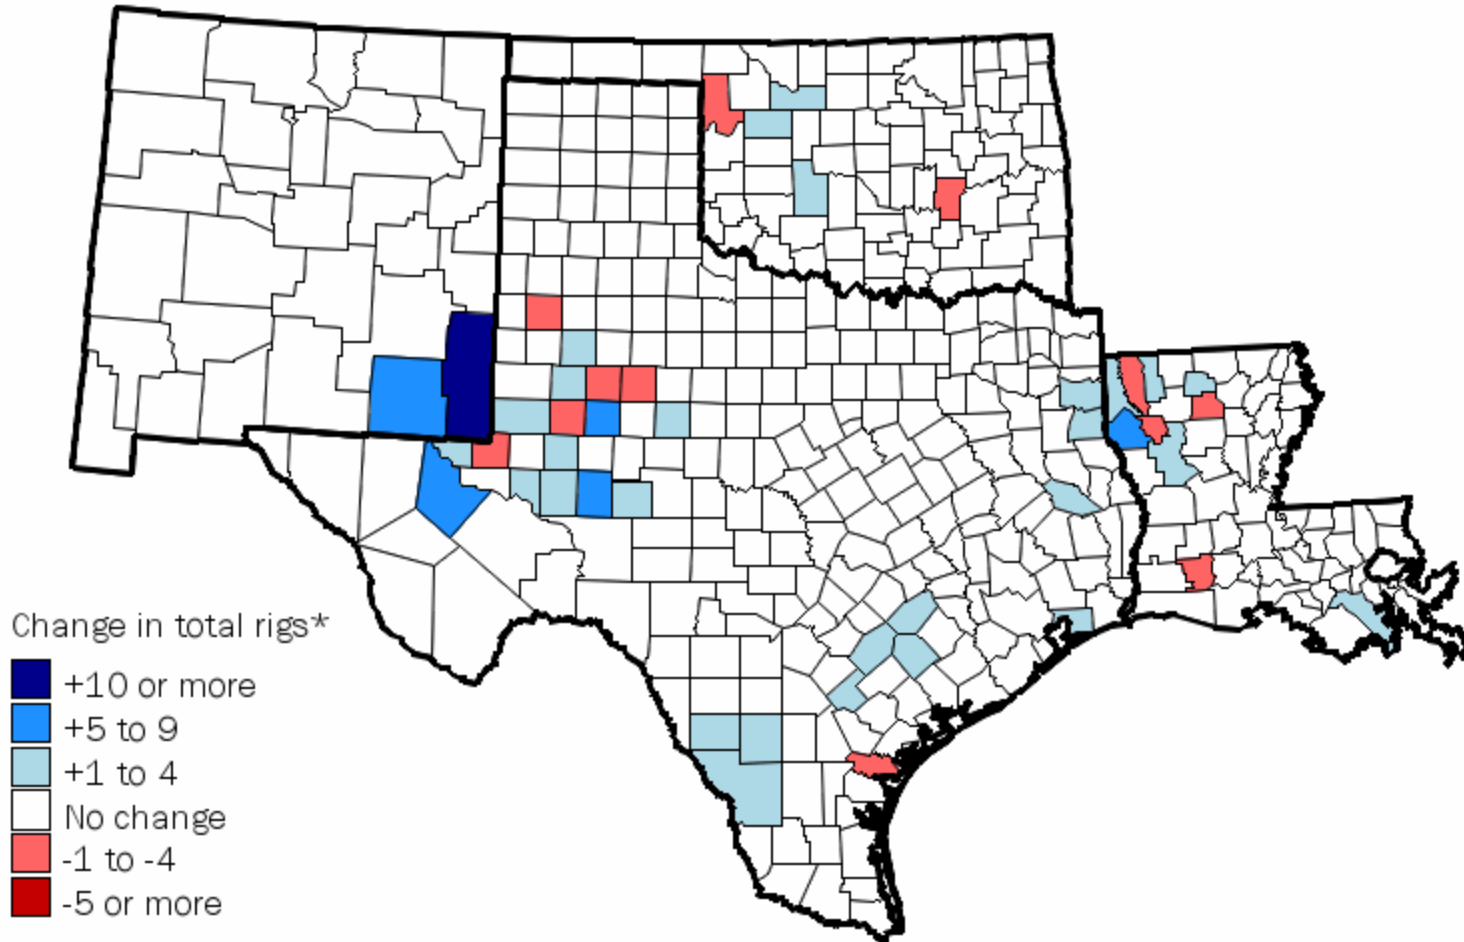 Change in total rigs*
+10 or more
+5 to 9
+1 to 4
No change
-1 to -4
-5 or more